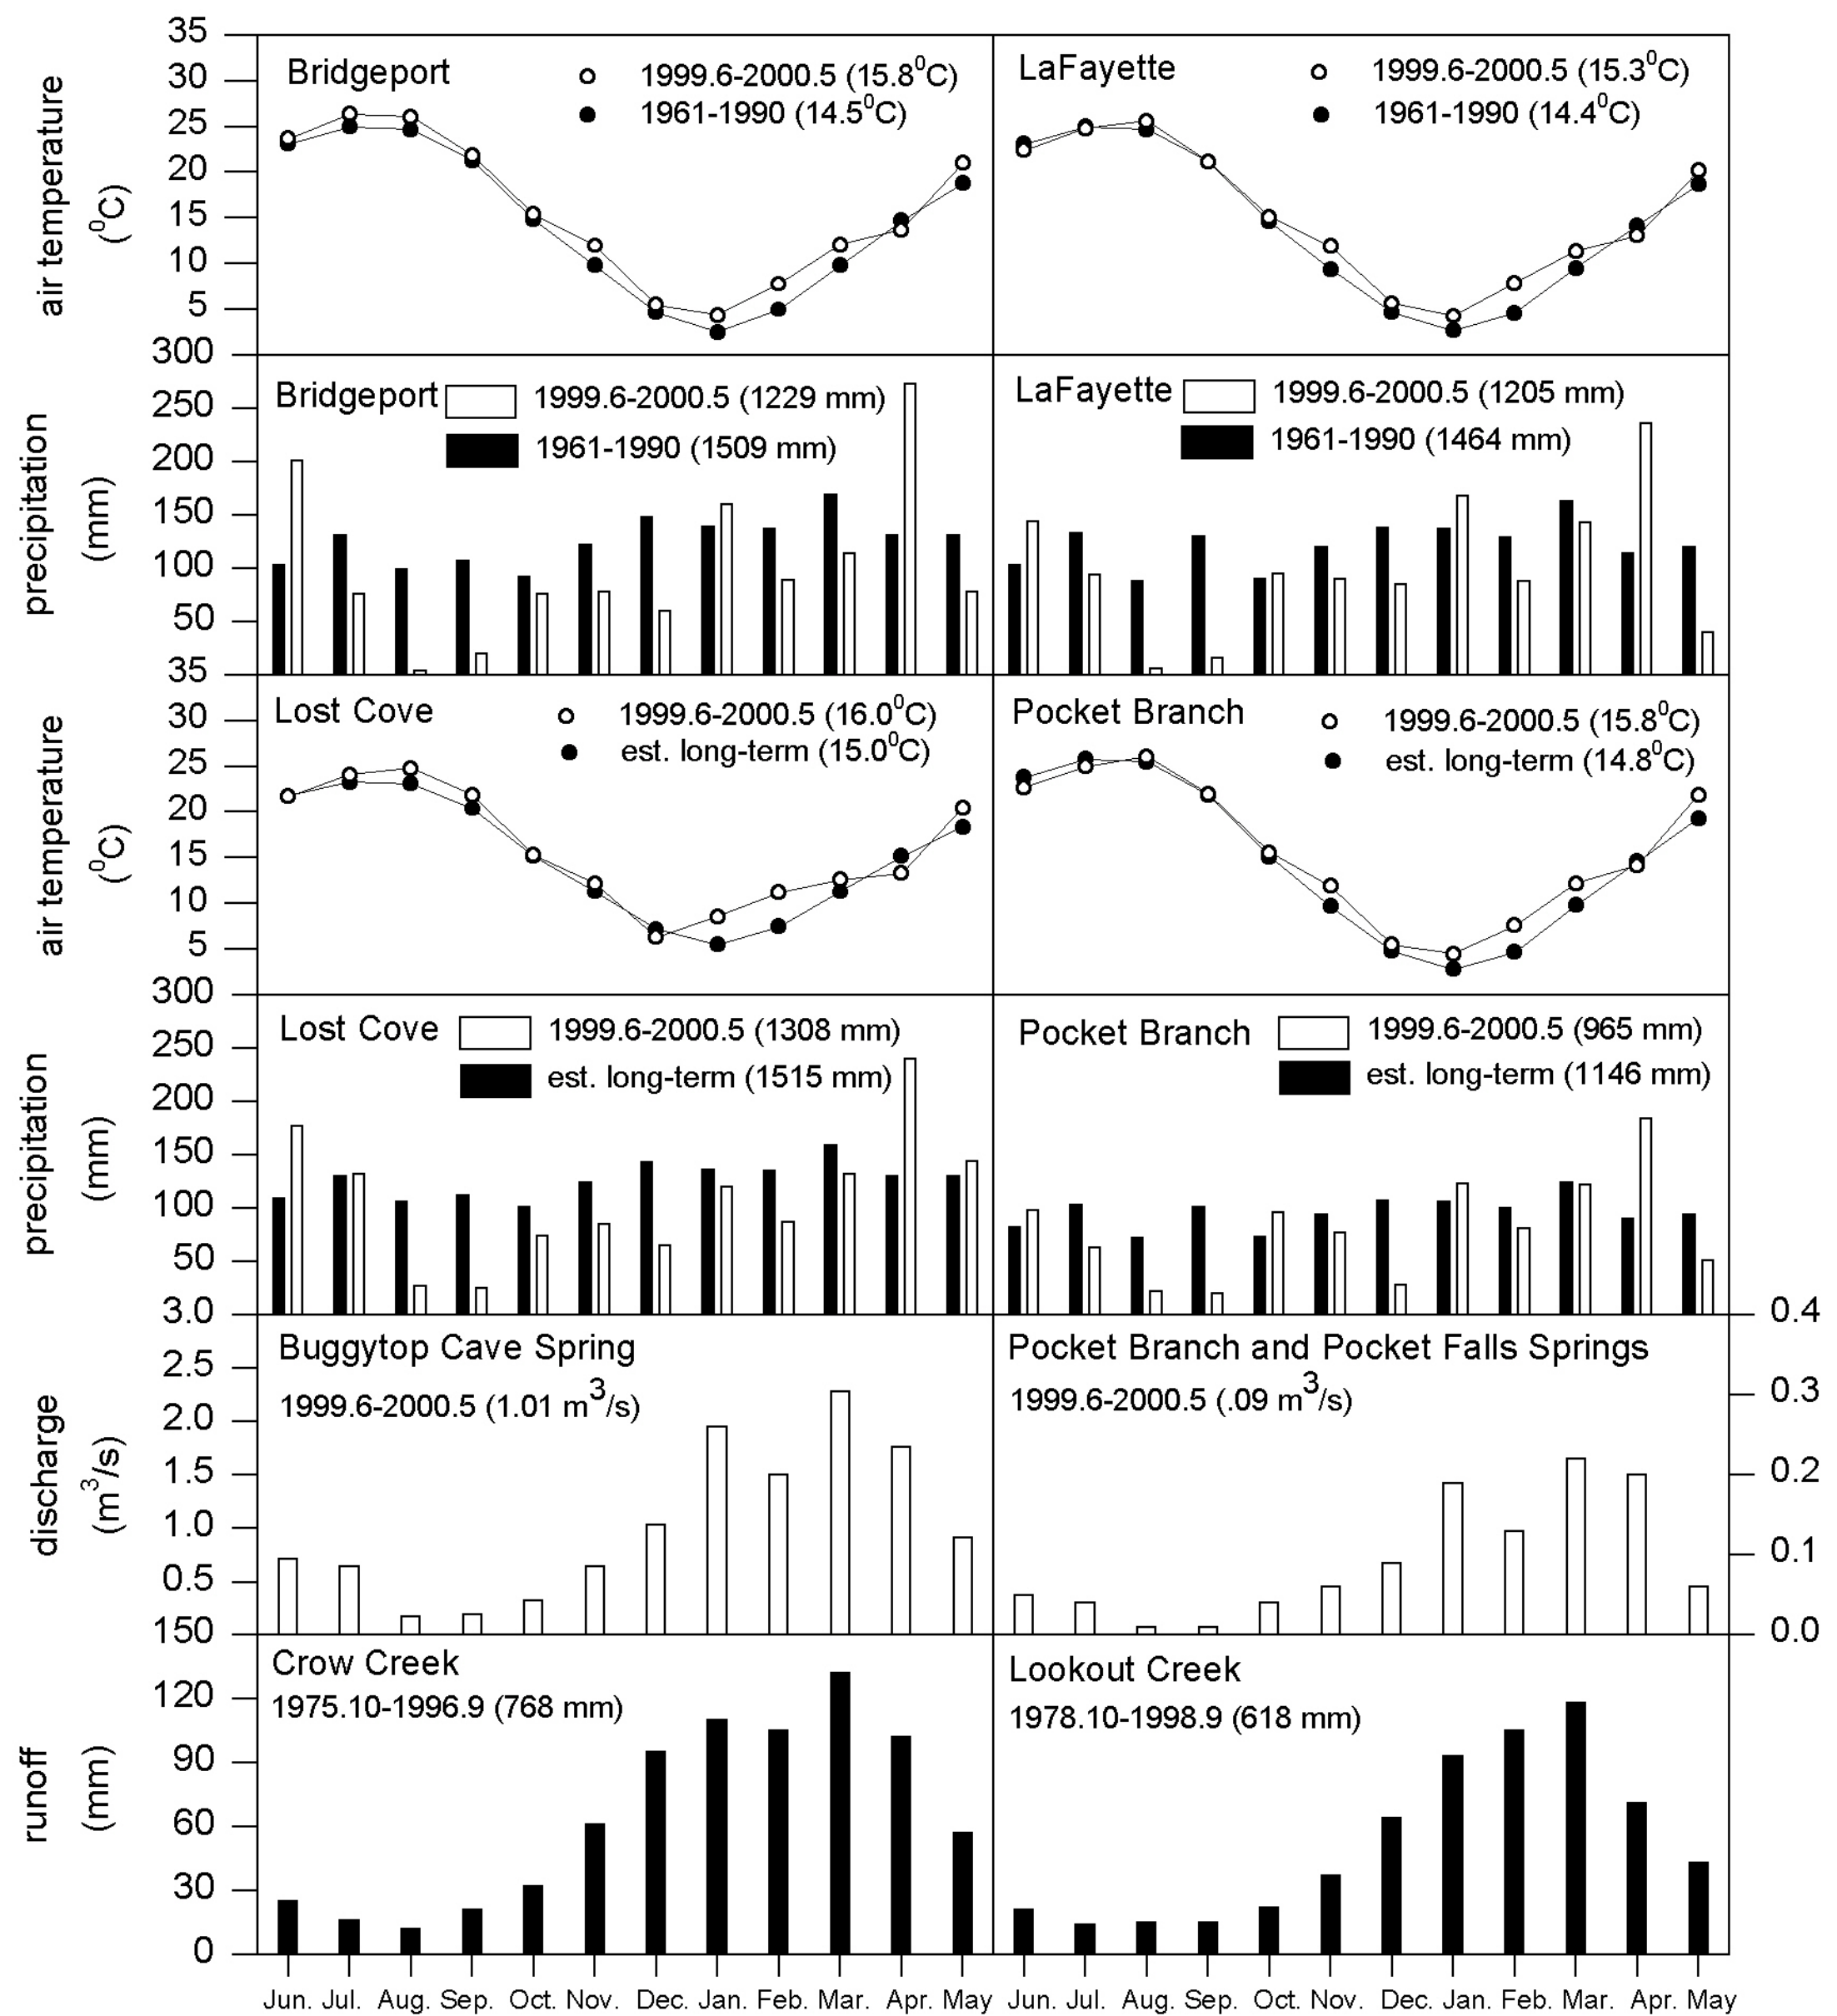 35
30
25
20
15
10
5
air temperature
(⁰C)
Bridgeport
1999.6-2000.5 (15.8⁰C)
1961-1990 (14.5⁰C)
LaFayette
1999.6-2000.5 (15.3⁰C)
1961-1990 (14.4⁰C)
300
250
200
150
100
50
precipitation
(mm)
Bridgeport
1999.6-2000.5 (1229 mm)
1961-1990 (1509 mm)
LaFayette
1999.6-2000.5 (1205 mm)
1961-1990 (1464 mm)
35
30
25
20
15
10
5
air temperature
(⁰C)
Lost Cove
1999.6-2000.5 (16.0⁰C)
est. long-term (15.0⁰C)
Pocket Branch
1999.6-2000.5 (15.8⁰C)
est. long-term (14.8⁰C)
300
250
200
150
100
50
precipitation
(mm)
Lost Cove
1999.6-2000.5 (1308 mm)
est. long-term (1515 mm)
Pocket Branch
1999.6-2000.5 (965 mm)
est. long-term (1146 mm)
3.0
2.5
2.0
1.5
1.0
0.5
discharge
(m³/s)
Buggytop Cave Spring
1999.6-2000.5 (1.01 m³/s)
Pocket Branch and Pocket Falls Springs
1999.6-2000.5 (.09 m³/s)
0.4
0.3
0.2
0.1
0.0
150
120
90
60
30
0
runoff
(mm)
Crow Creek
1975.10-1996.9 (768 mm)
Lookout Creek
1978.10-1998.9 (618 mm)
Jun. Jul. Aug. Sep. Oct. Nov. Dec. Jan. Feb. Mar. Apr. May Jun. Jul. Aug. Sep. Oct. Nov. Dec. Jan. Feb. Mar. Apr. May